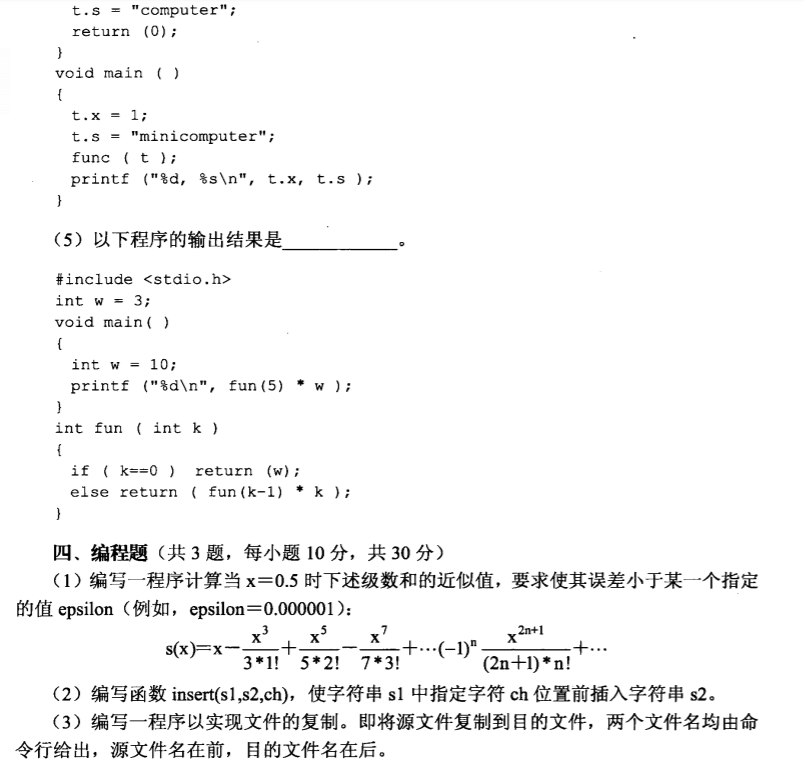 t.s = "computer";
return (0);
}
void main ( )
{
t.x = 1;
t.s = "minicomputer";
func ( t );
printf ("%d, %s\n", t.x, t.s );
}
（5）以下程序的输出结果是____________。
#include <stdio.h>
int w = 3;
void main( )
{
int w = 10;
printf ("%d\n", fun(5) * w );
}
int fun ( int k )
{
if ( k==0 ) return (w);
else return ( fun(k-1) * k );
}
四、编程题（共 3 题，每小题 10 分，共 30 分）
（1）编写一程序计算当 x＝0.5 时下述级数和的近似值，要求使其误差小于某一个指定
的值 epsilon（例如，epsilon＝0.000001）：
s(x)＝x－x³/(3*1!)＋x⁵/(5*2!)－x⁷/(7*3!)＋···(－1)ⁿ x²ⁿ⁺¹/((2n＋1)*n!)＋···
（2）编写函数 insert(s1,s2,ch)，使字符串 s1 中指定字符 ch 位置前插入字符串 s2。
（3）编写一程序以实现文件的复制。即将源文件复制到目的文件，两个文件名均由命
令行给出，源文件名在前，目的文件名在后。